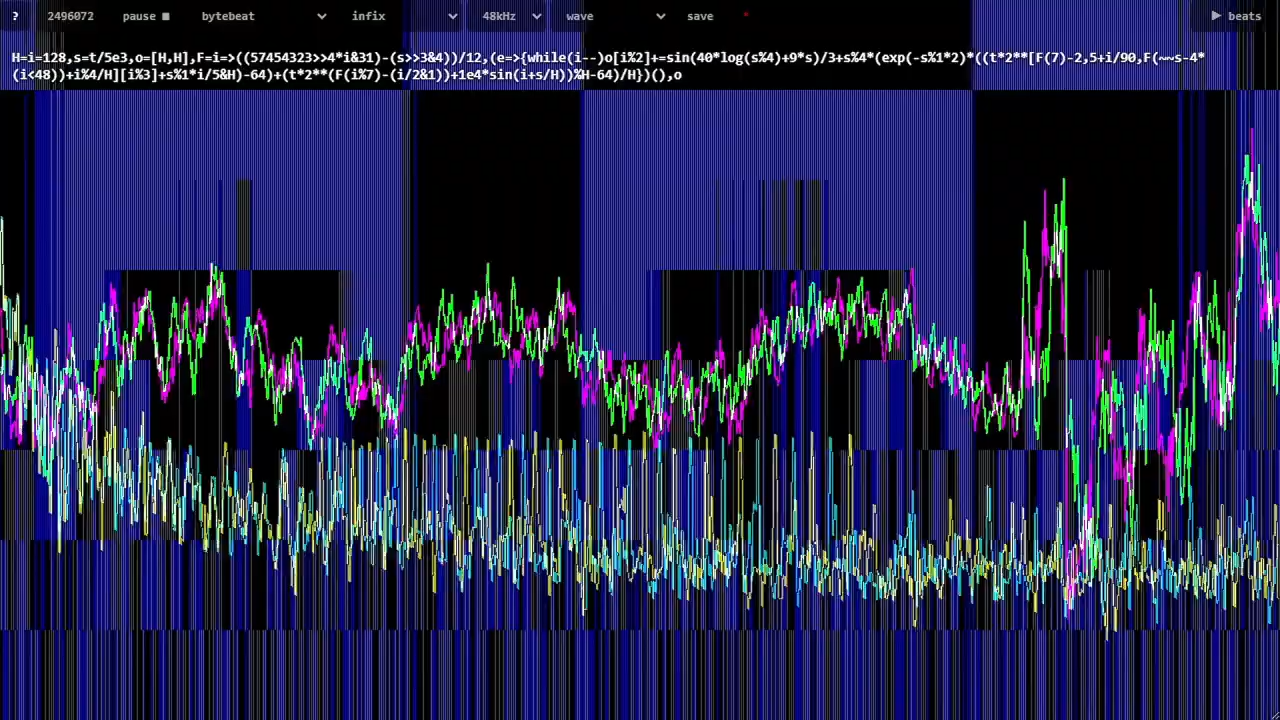 ? 2496072 pause bytebeat infix 48kHz wave save beats
H=i=128,s=t/5e3,o=[H,H],F=i=>((57454323>>4*i&31)-(s>>3&4))/12,(e=>{while(i--)o[i%2]+=sin(40*log(s%4)+9*s)/3+s%4*(exp(-s%1*2)*((t*2**[F(7)-2,5+i/90,F(~~s-4*
(i<48))+i%4/H][i%3]+s%1*i/5&H)-64)+(t*2**(F(i%7)-(i/2&1))+1e4*sin(i+s/H))%H-64)/H})(),o